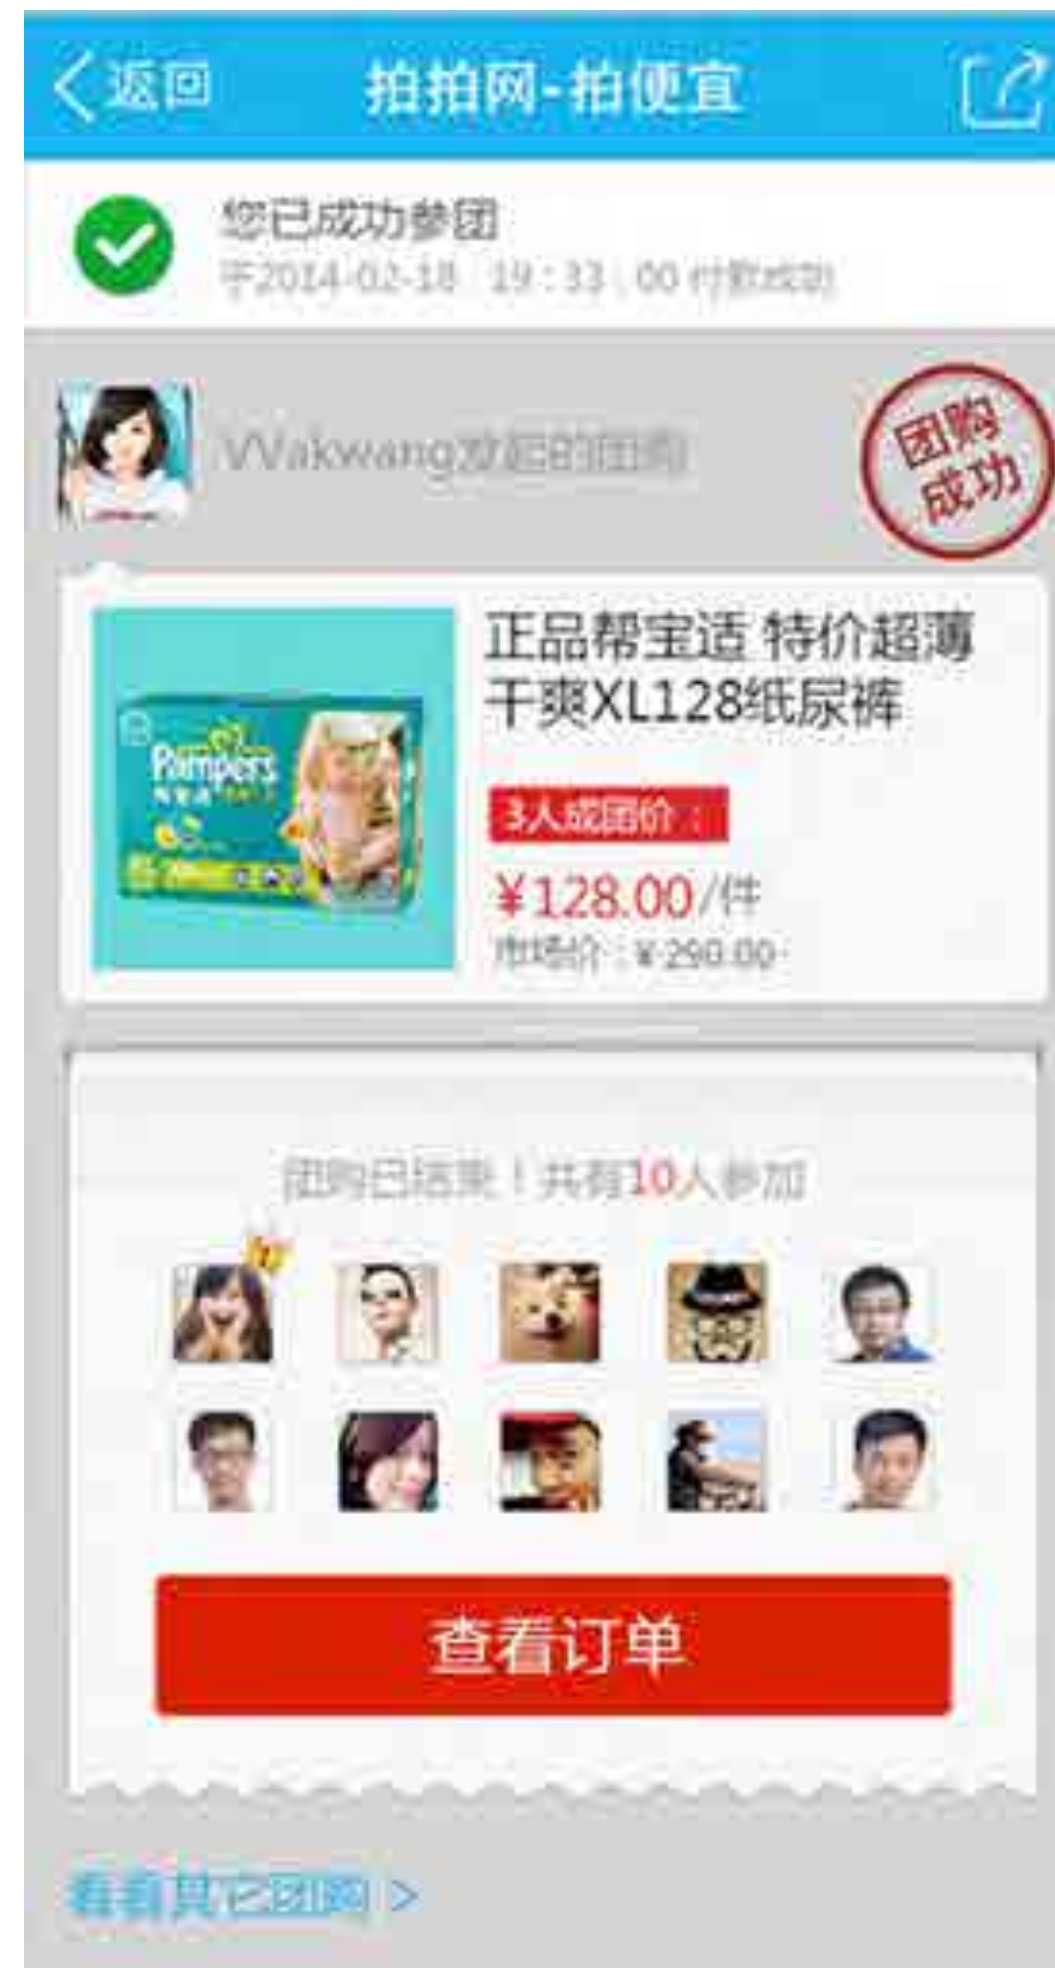 返回
拍拍网-拍便宜
您已成功参团
于2014-02-18 19:33:00 付款成功
Wakwang发起的团购
团购
成功
正品帮宝适 特价超薄
干爽XL128纸尿裤
Pampers
3人成团价：
¥128.00/件
市场价：¥ 290.00
团购已结束！共有10人参加
查看订单
看看其它团购 >